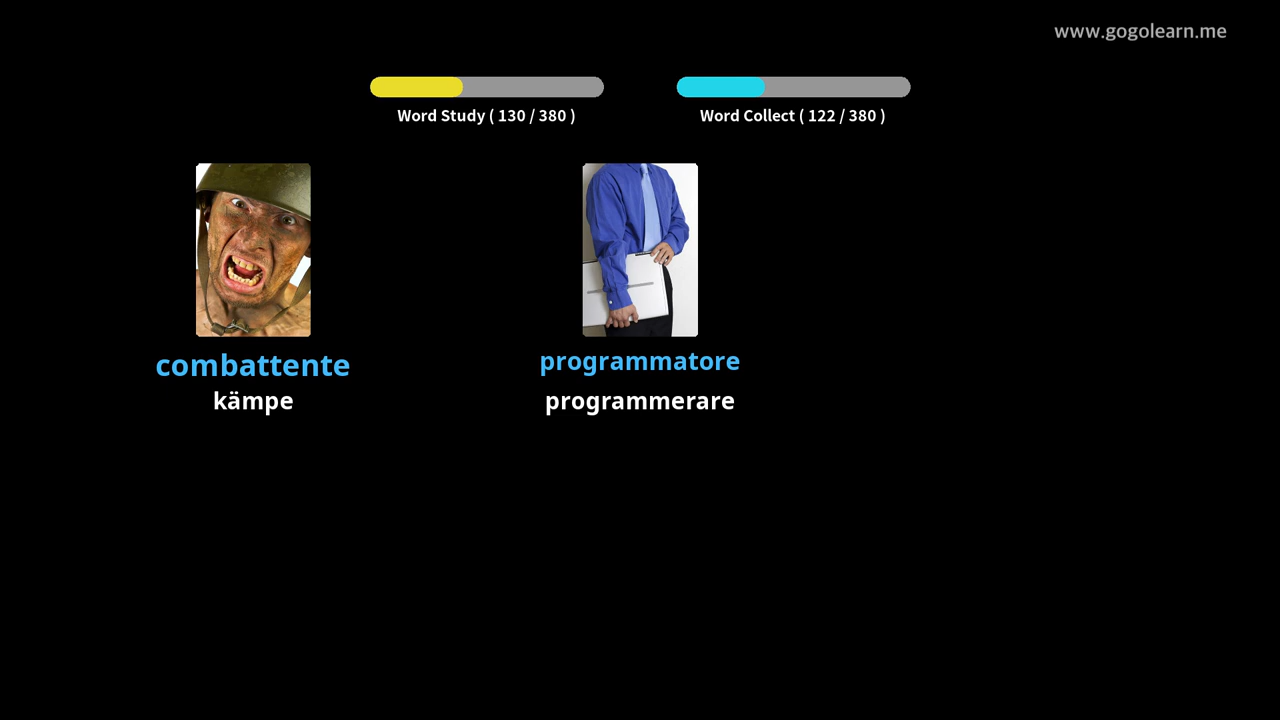 www.gogolearn.me
Word Study ( 130 / 380 )
Word Collect ( 122 / 380 )
combattente
kämpe
programmatore
programmerare